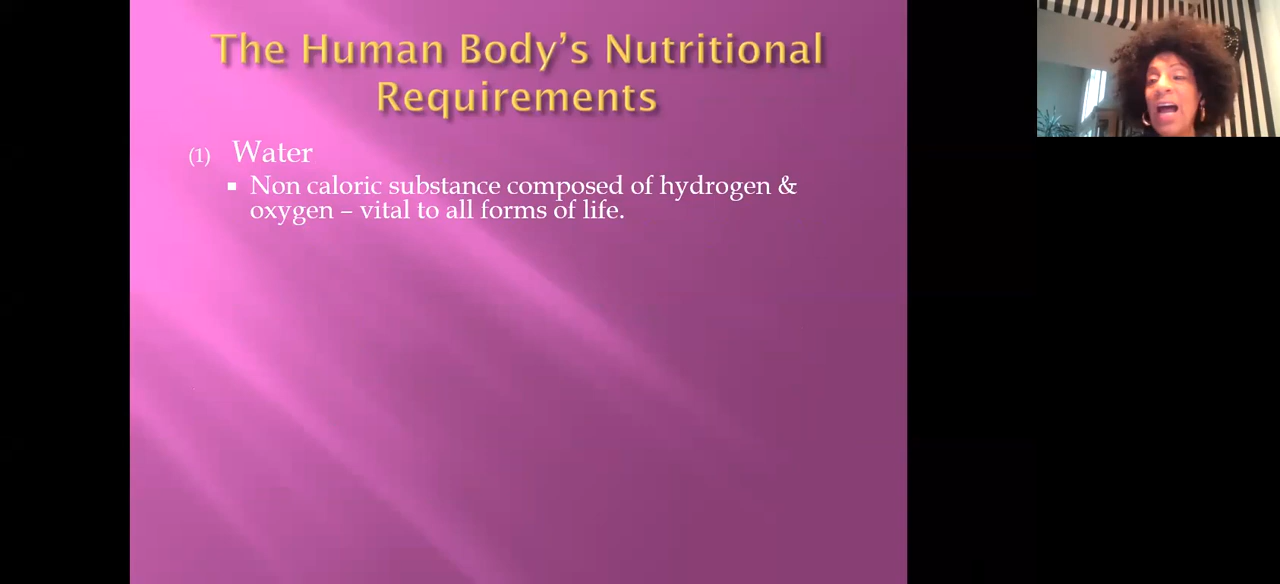 The Human Body's Nutritional
Requirements
(1) Water
▪ Non caloric substance composed of hydrogen &
oxygen – vital to all forms of life.